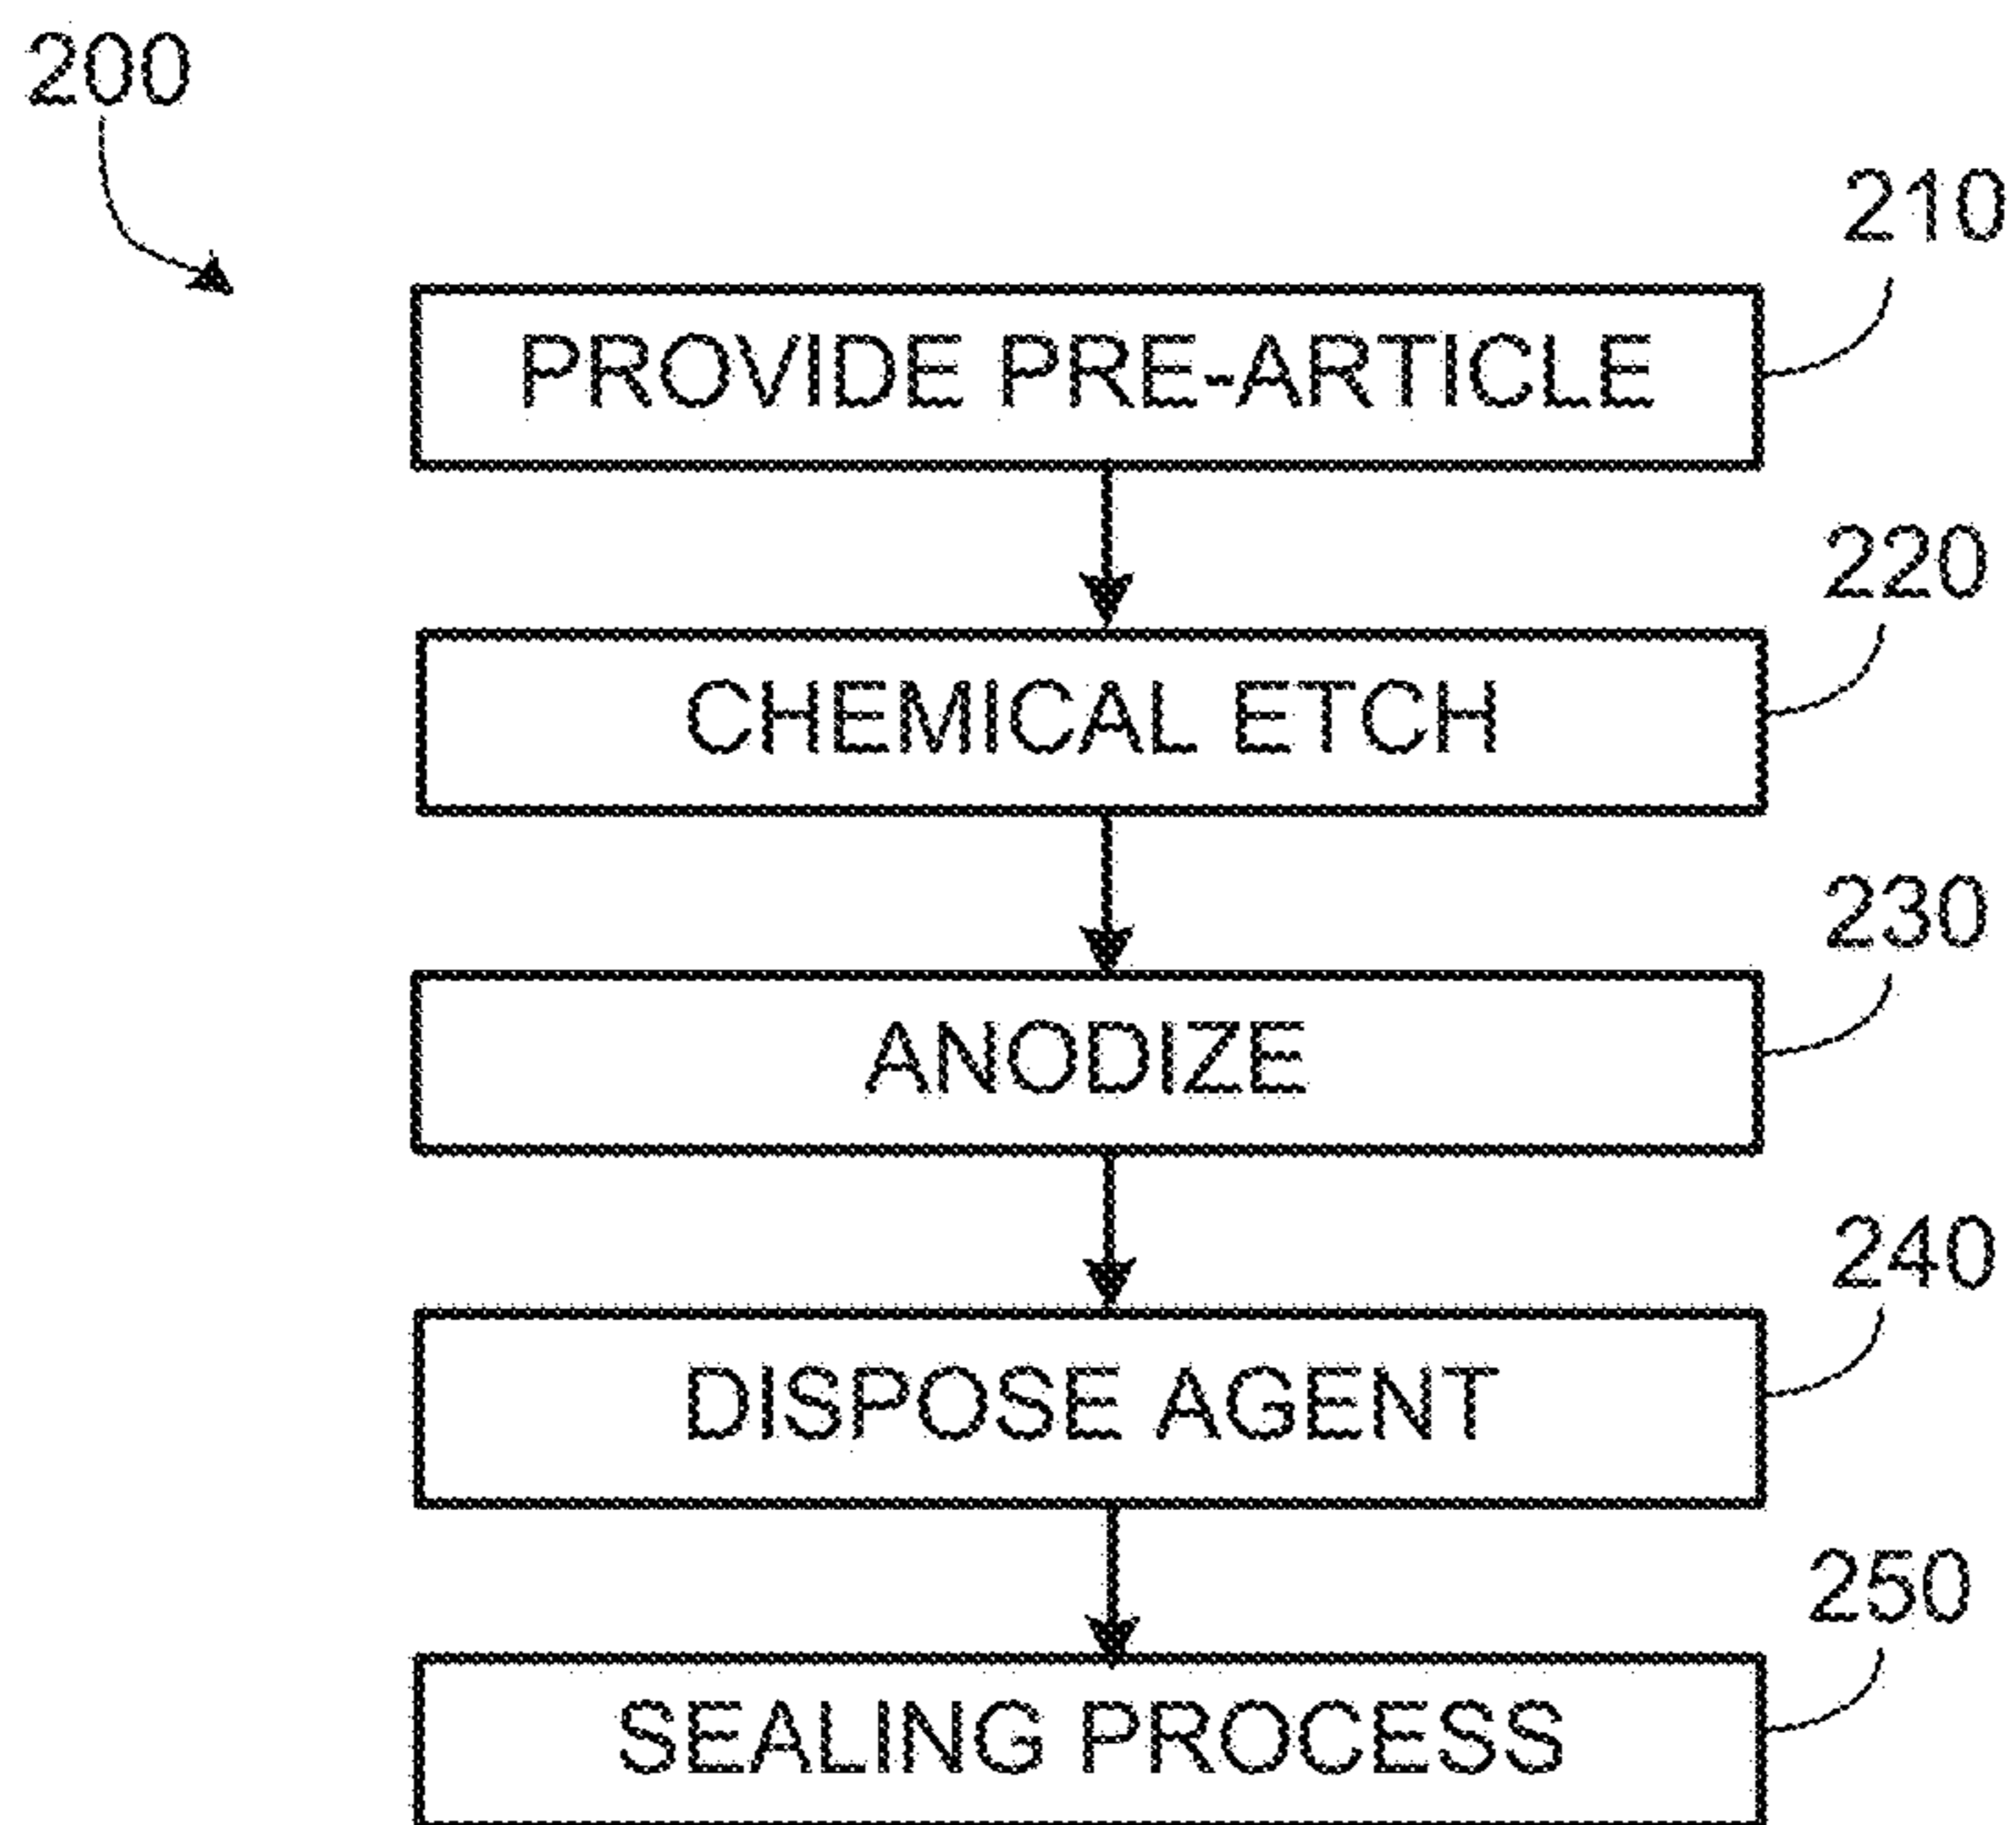 200
210
PROVIDE PRE-ARTICLE
220
CHEMICAL ETCH
230
ANODIZE
240
DISPOSE AGENT
250
SEALING PROCESS